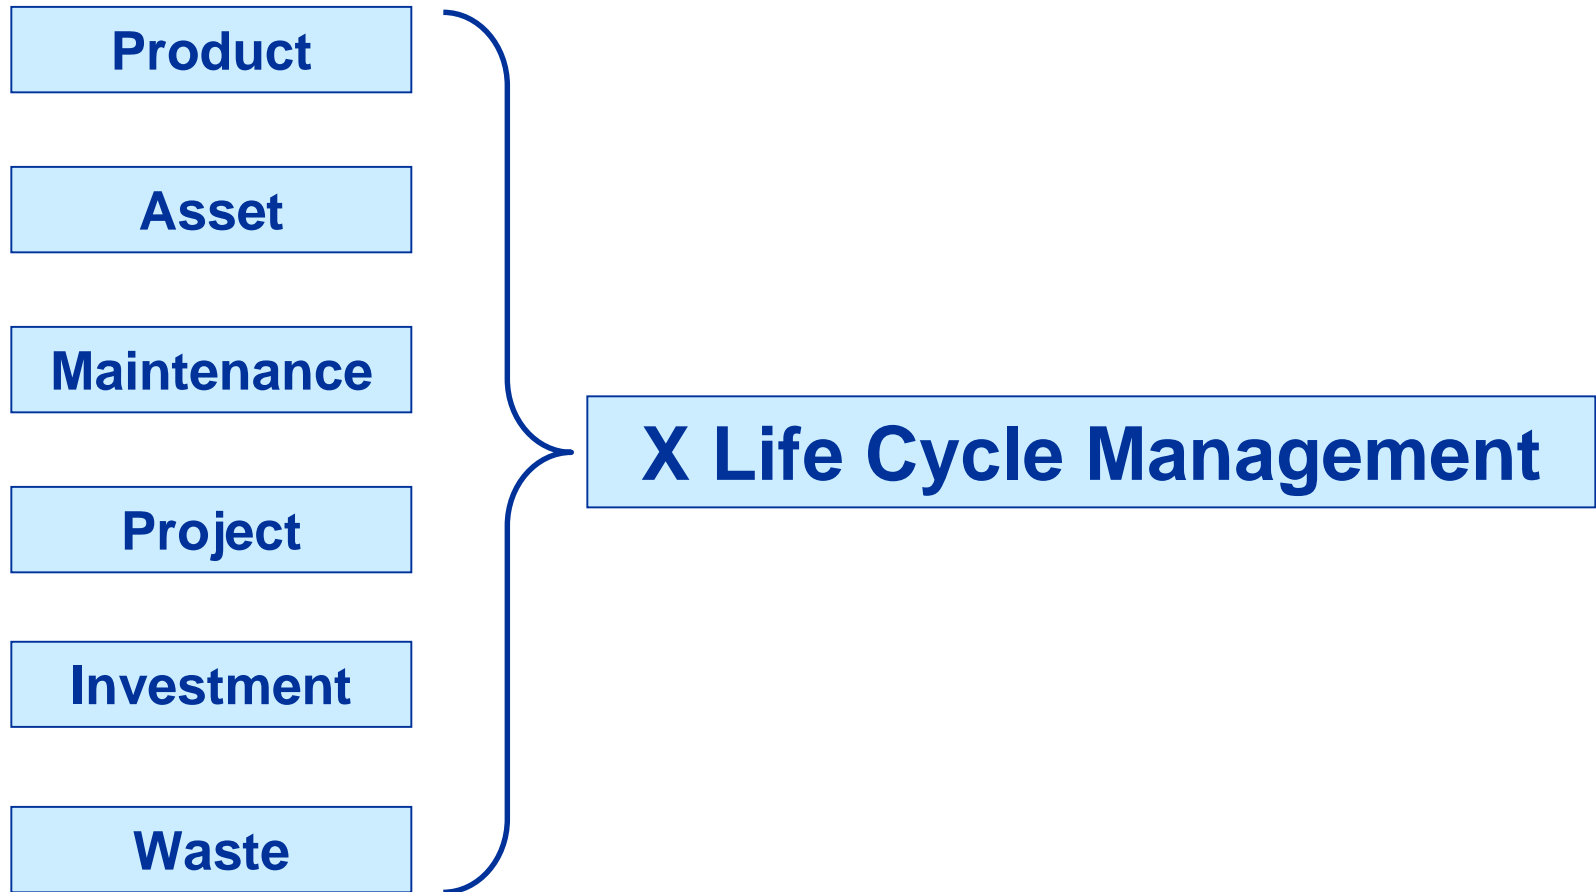 Product
Asset
Maintenance
Project
Investment
Waste
X Life Cycle Management